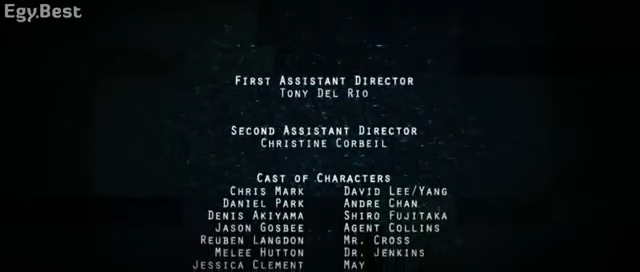 Egy.Best
First Assistant Director
Tony Del Rio
Second Assistant Director
Christine Corbeil
Cast of Characters
Chris Mark David Lee/Yang
Daniel Park Andre Chan
Denis Akiyama Shiro Fujitaka
Jason Gosbee Agent Collins
Reuben Langdon Mr. Cross
Melee Hutton Dr. Jenkins
Jessica Clement May